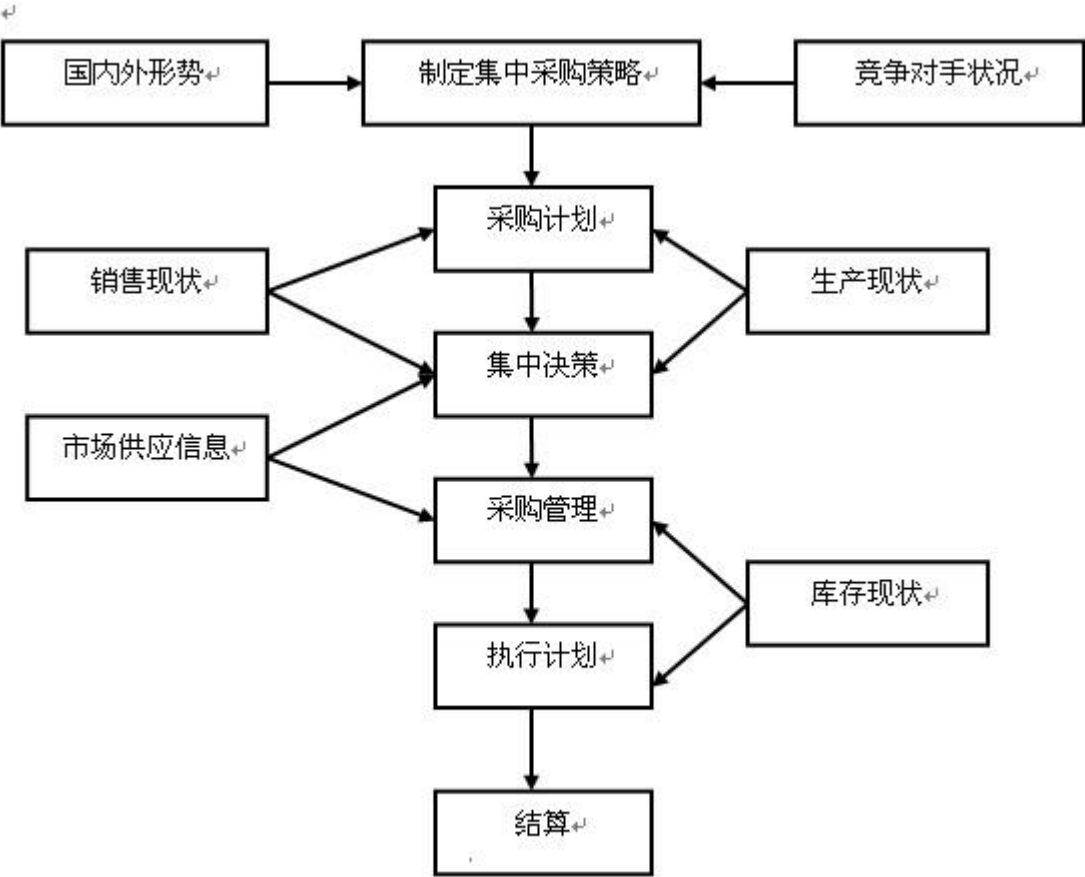 国内外形势
制定集中采购策略
竞争对手状况
采购计划
销售现状
生产现状
集中决策
市场供应信息
采购管理
库存现状
执行计划
结算